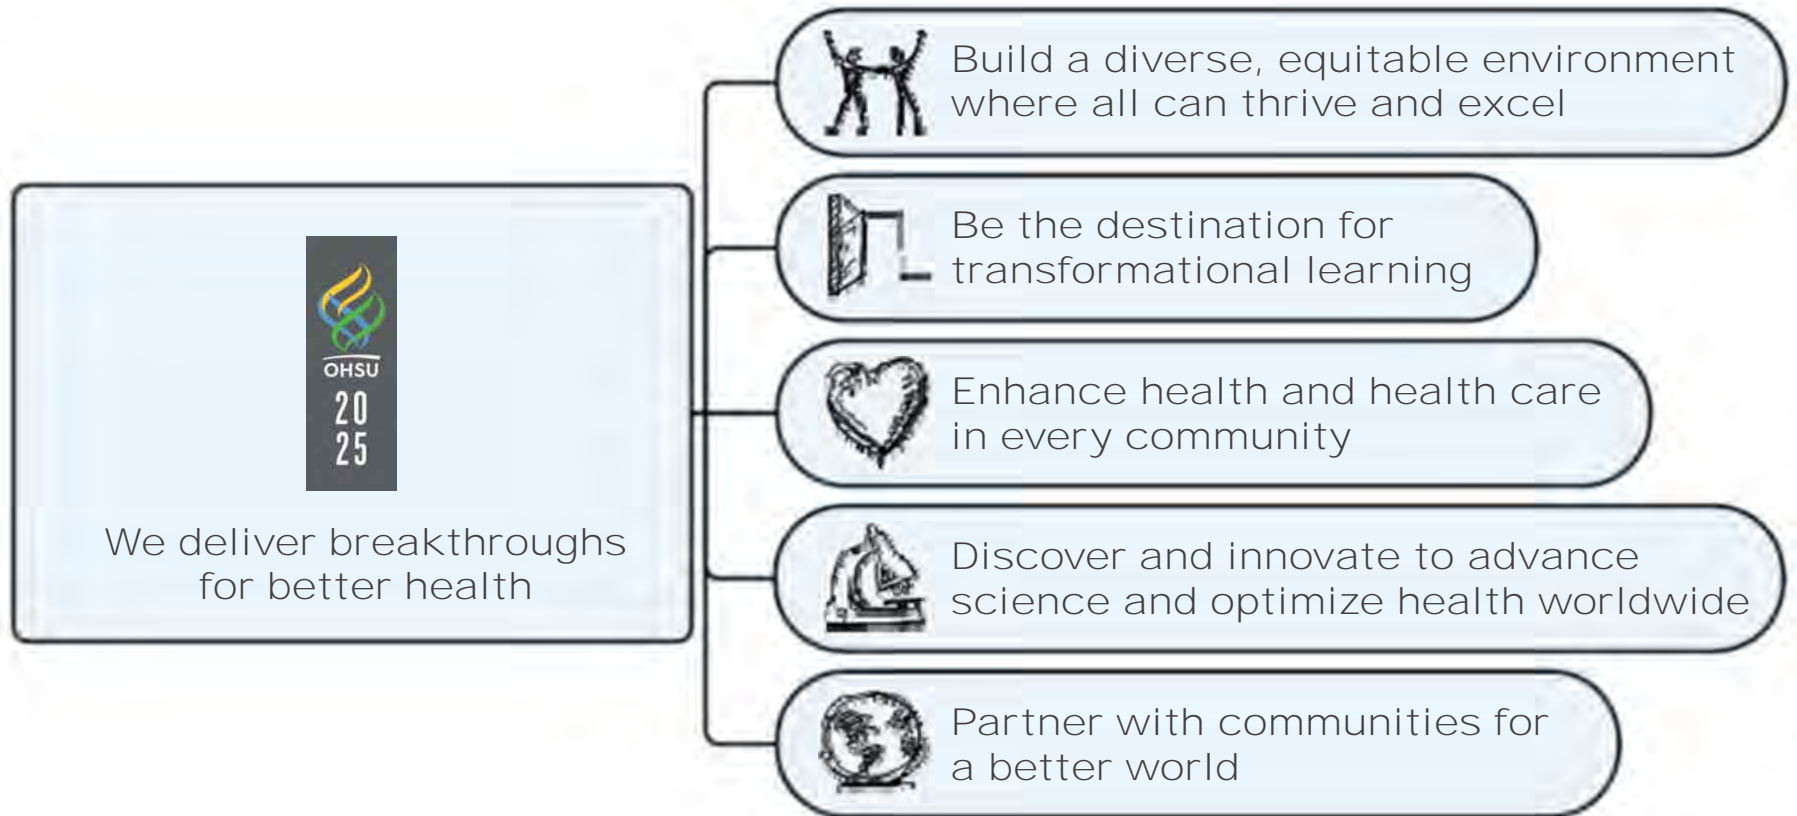 OHSU
20
25
We deliver breakthroughs
for better health
Build a diverse, equitable environment
where all can thrive and excel
Be the destination for
transformational learning
Enhance health and health care
in every community
Discover and innovate to advance
science and optimize health worldwide
Partner with communities for
a better world